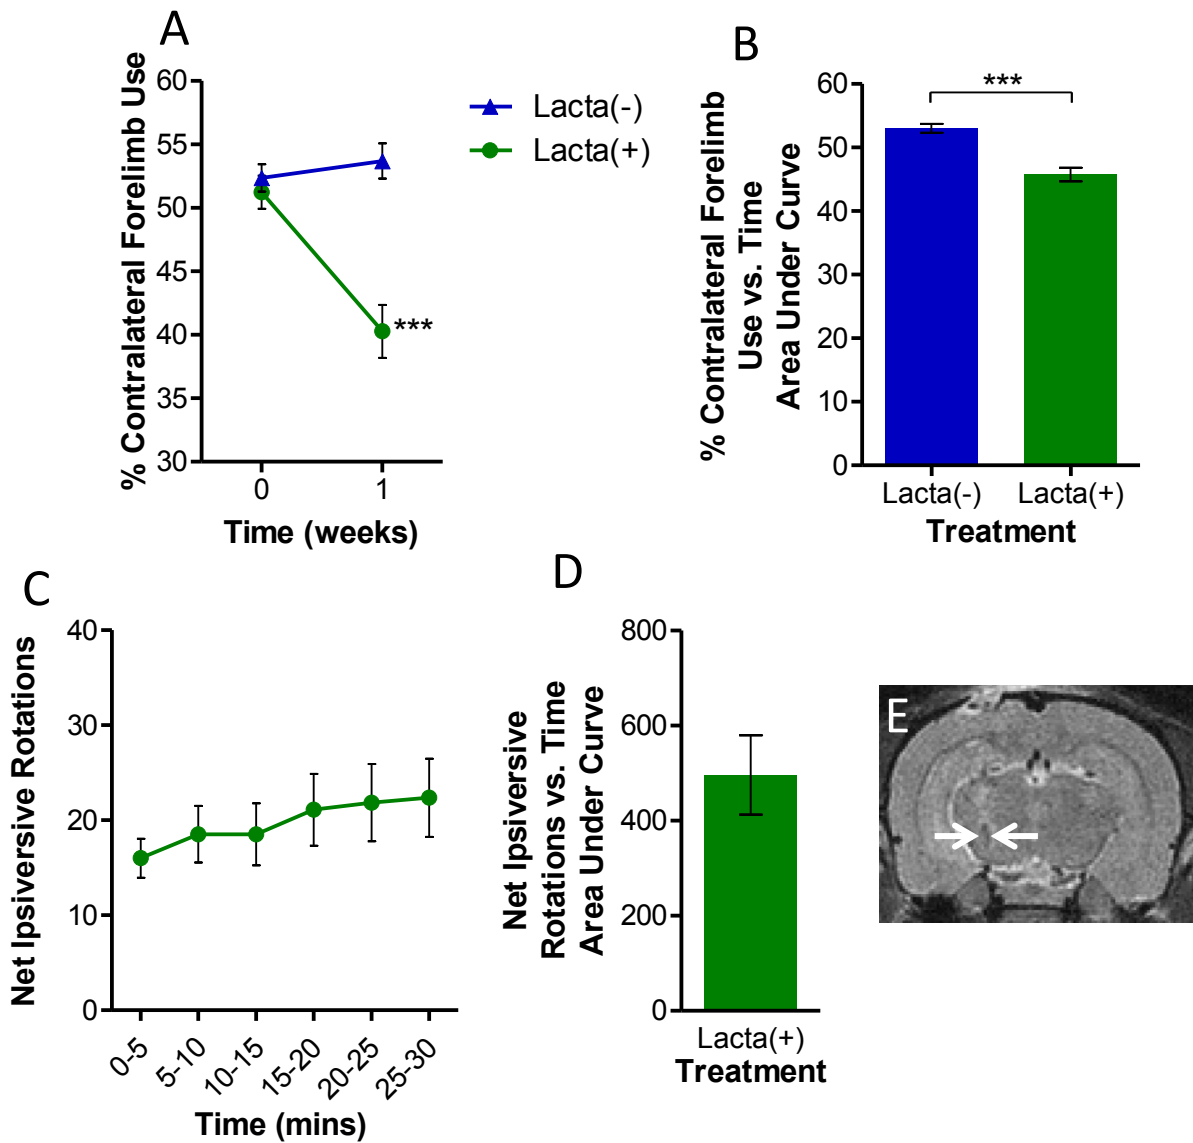 A
% Contralateral Forelimb Use
60
55
50
45
40
35
30
***
0
1
Time (weeks)
Lacta(-)
Lacta(+)
B
% Contralateral Forelimb
Use vs. Time
Area Under Curve
60
50
40
30
20
10
0
***
Lacta(-)
Lacta(+)
Treatment
C
Net Ipsiversive Rotations
40
30
20
10
0
0-5
5-10
10-15
15-20
20-25
25-30
Time (mins)
D
Net Ipsiversive
Rotations vs. Time
Area Under Curve
800
600
400
200
0
Lacta(+)
Treatment
E